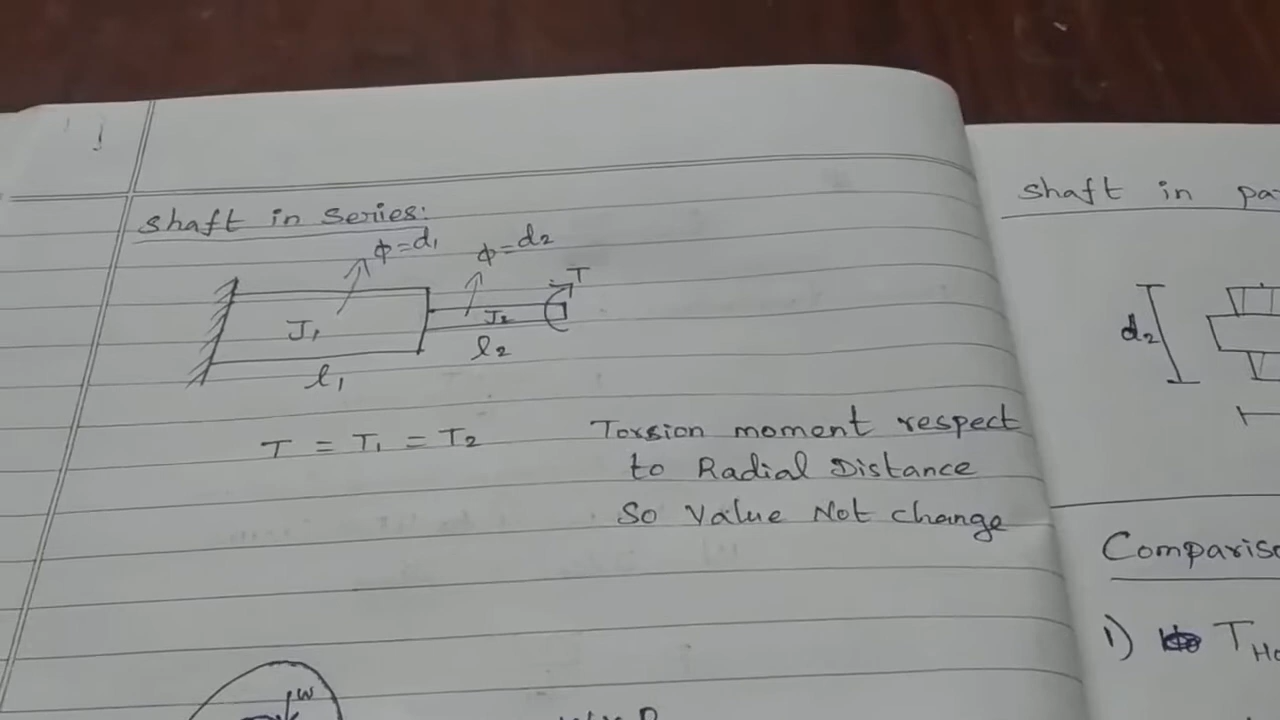 Shaft in Series:
ϕ=d1
ϕ=d2
T
J1
J2
l1
l2
T = T1 = T2
Torsion moment respect
to Radial Distance
So Value Not change
w
Shaft in
d2
1)